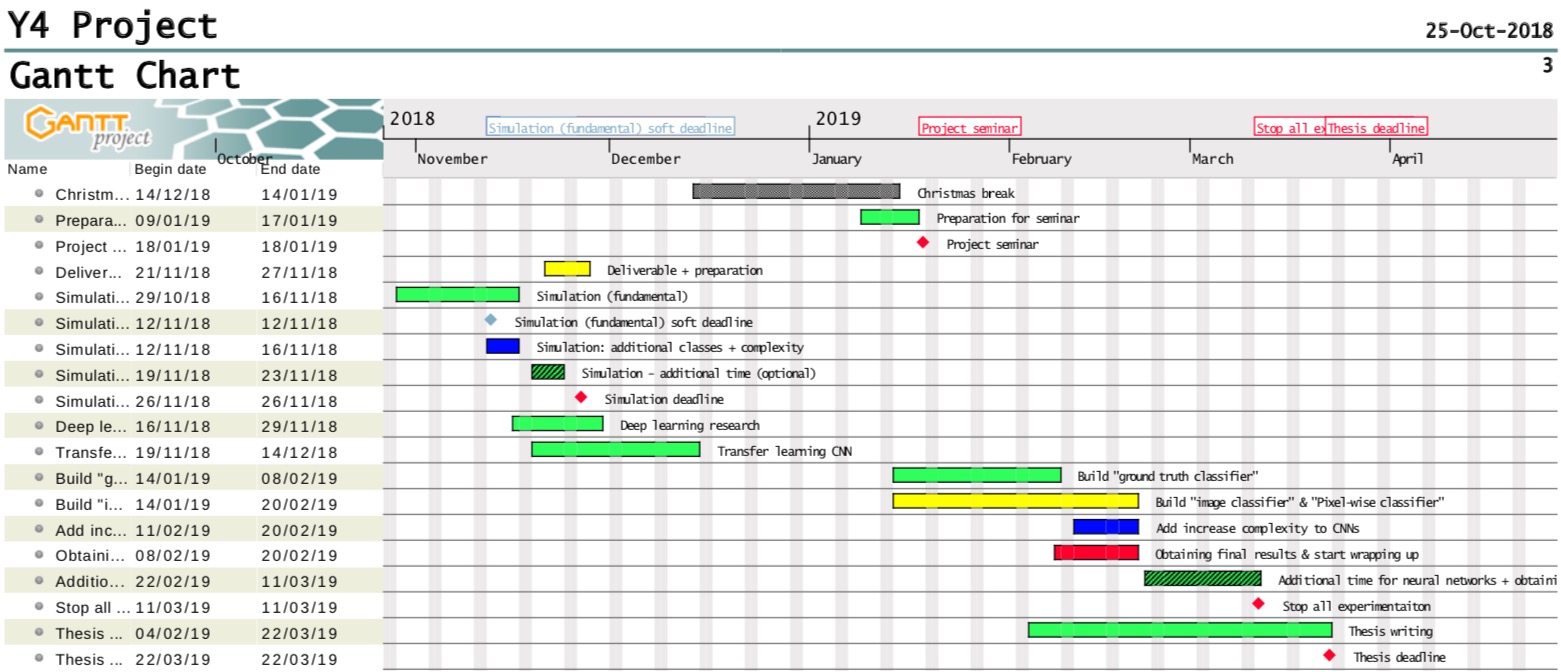 Y4 Project
25-Oct-2018
Gantt Chart
3
GANTT project
2018 2019
Simulation (fundamental) soft deadline Project seminar Stop all ex Thesis deadline
October November December January February March April
Name Begin date End date
Christm... 14/12/18 14/01/19 Christmas break
Prepara... 09/01/19 17/01/19 Preparation for seminar
Project ... 18/01/19 18/01/19 Project seminar
Deliver... 21/11/18 27/11/18 Deliverable + preparation
Simulati... 29/10/18 16/11/18 Simulation (fundamental)
Simulati... 12/11/18 12/11/18 Simulation (fundamental) soft deadline
Simulati... 12/11/18 16/11/18 Simulation: additional classes + complexity
Simulati... 19/11/18 23/11/18 Simulation - additional time (optional)
Simulati... 26/11/18 26/11/18 Simulation deadline
Deep le... 16/11/18 29/11/18 Deep learning research
Transfe... 19/11/18 14/12/18 Transfer learning CNN
Build "g... 14/01/19 08/02/19 Build "ground truth classifier"
Build "i... 14/01/19 20/02/19 Build "image classifier" & "Pixel-wise classifier"
Add inc... 11/02/19 20/02/19 Add increase complexity to CNNs
Obtaini... 08/02/19 20/02/19 Obtaining final results & start wrapping up
Additio... 22/02/19 11/03/19 Additional time for neural networks + obtaini
Stop all ... 11/03/19 11/03/19 Stop all experimentaiton
Thesis ... 04/02/19 22/03/19 Thesis writing
Thesis ... 22/03/19 22/03/19 Thesis deadline